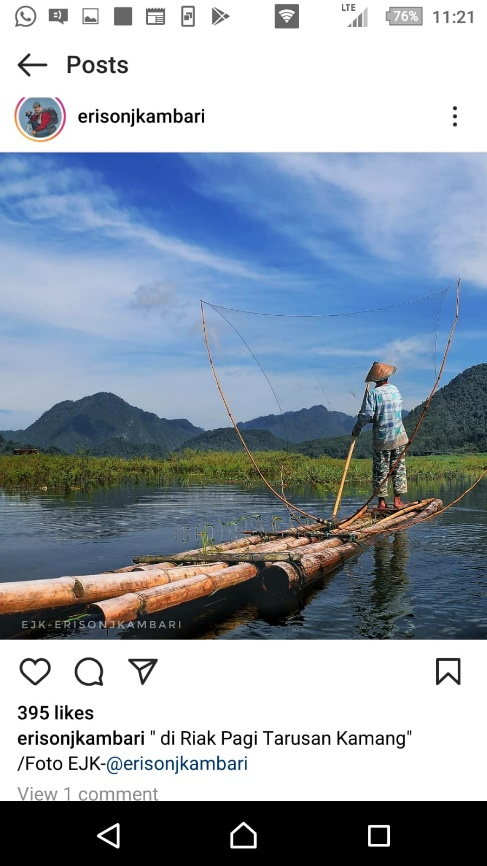 LTE 76% 11:21
Posts
erisonjkambari
EJK-ERISONJKAMBARI
395 likes
erisonjkambari " di Riak Pagi Tarusan Kamang"
/Foto EJK-@erisonjkambari
View 1 comment